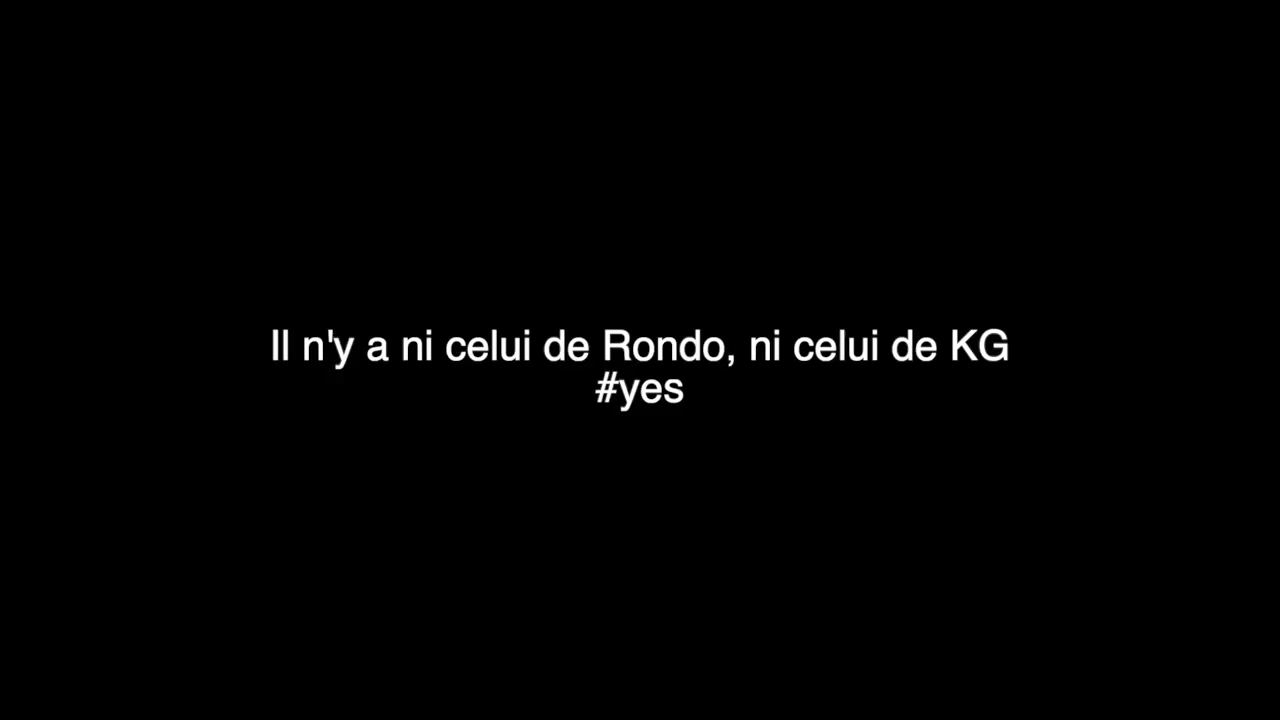 Il n'y a ni celui de Rondo, ni celui de KG
#yes